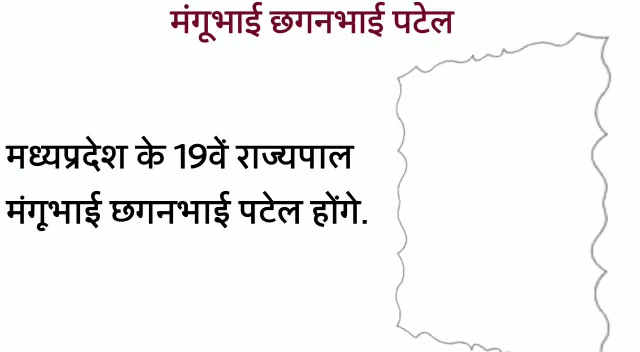 मंगूभाई छगनभाई पटेल
मध्यप्रदेश के 19वें राज्यपाल
मंगूभाई छगनभाई पटेल होंगे.